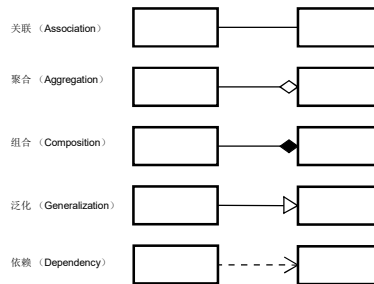 关联（Association）
聚合（Aggregation）
组合（Composition）
泛化（Generalization）
依赖（Dependency）